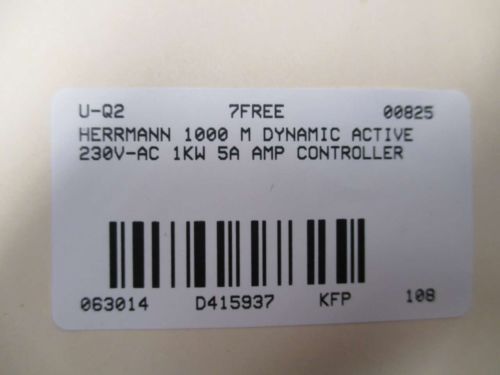 U-Q2 7FREE 00825
HERRMANN 1000 M DYNAMIC ACTIVE
230V-AC 1KW 5A AMP CONTROLLER
063014 D415937 KFP 108